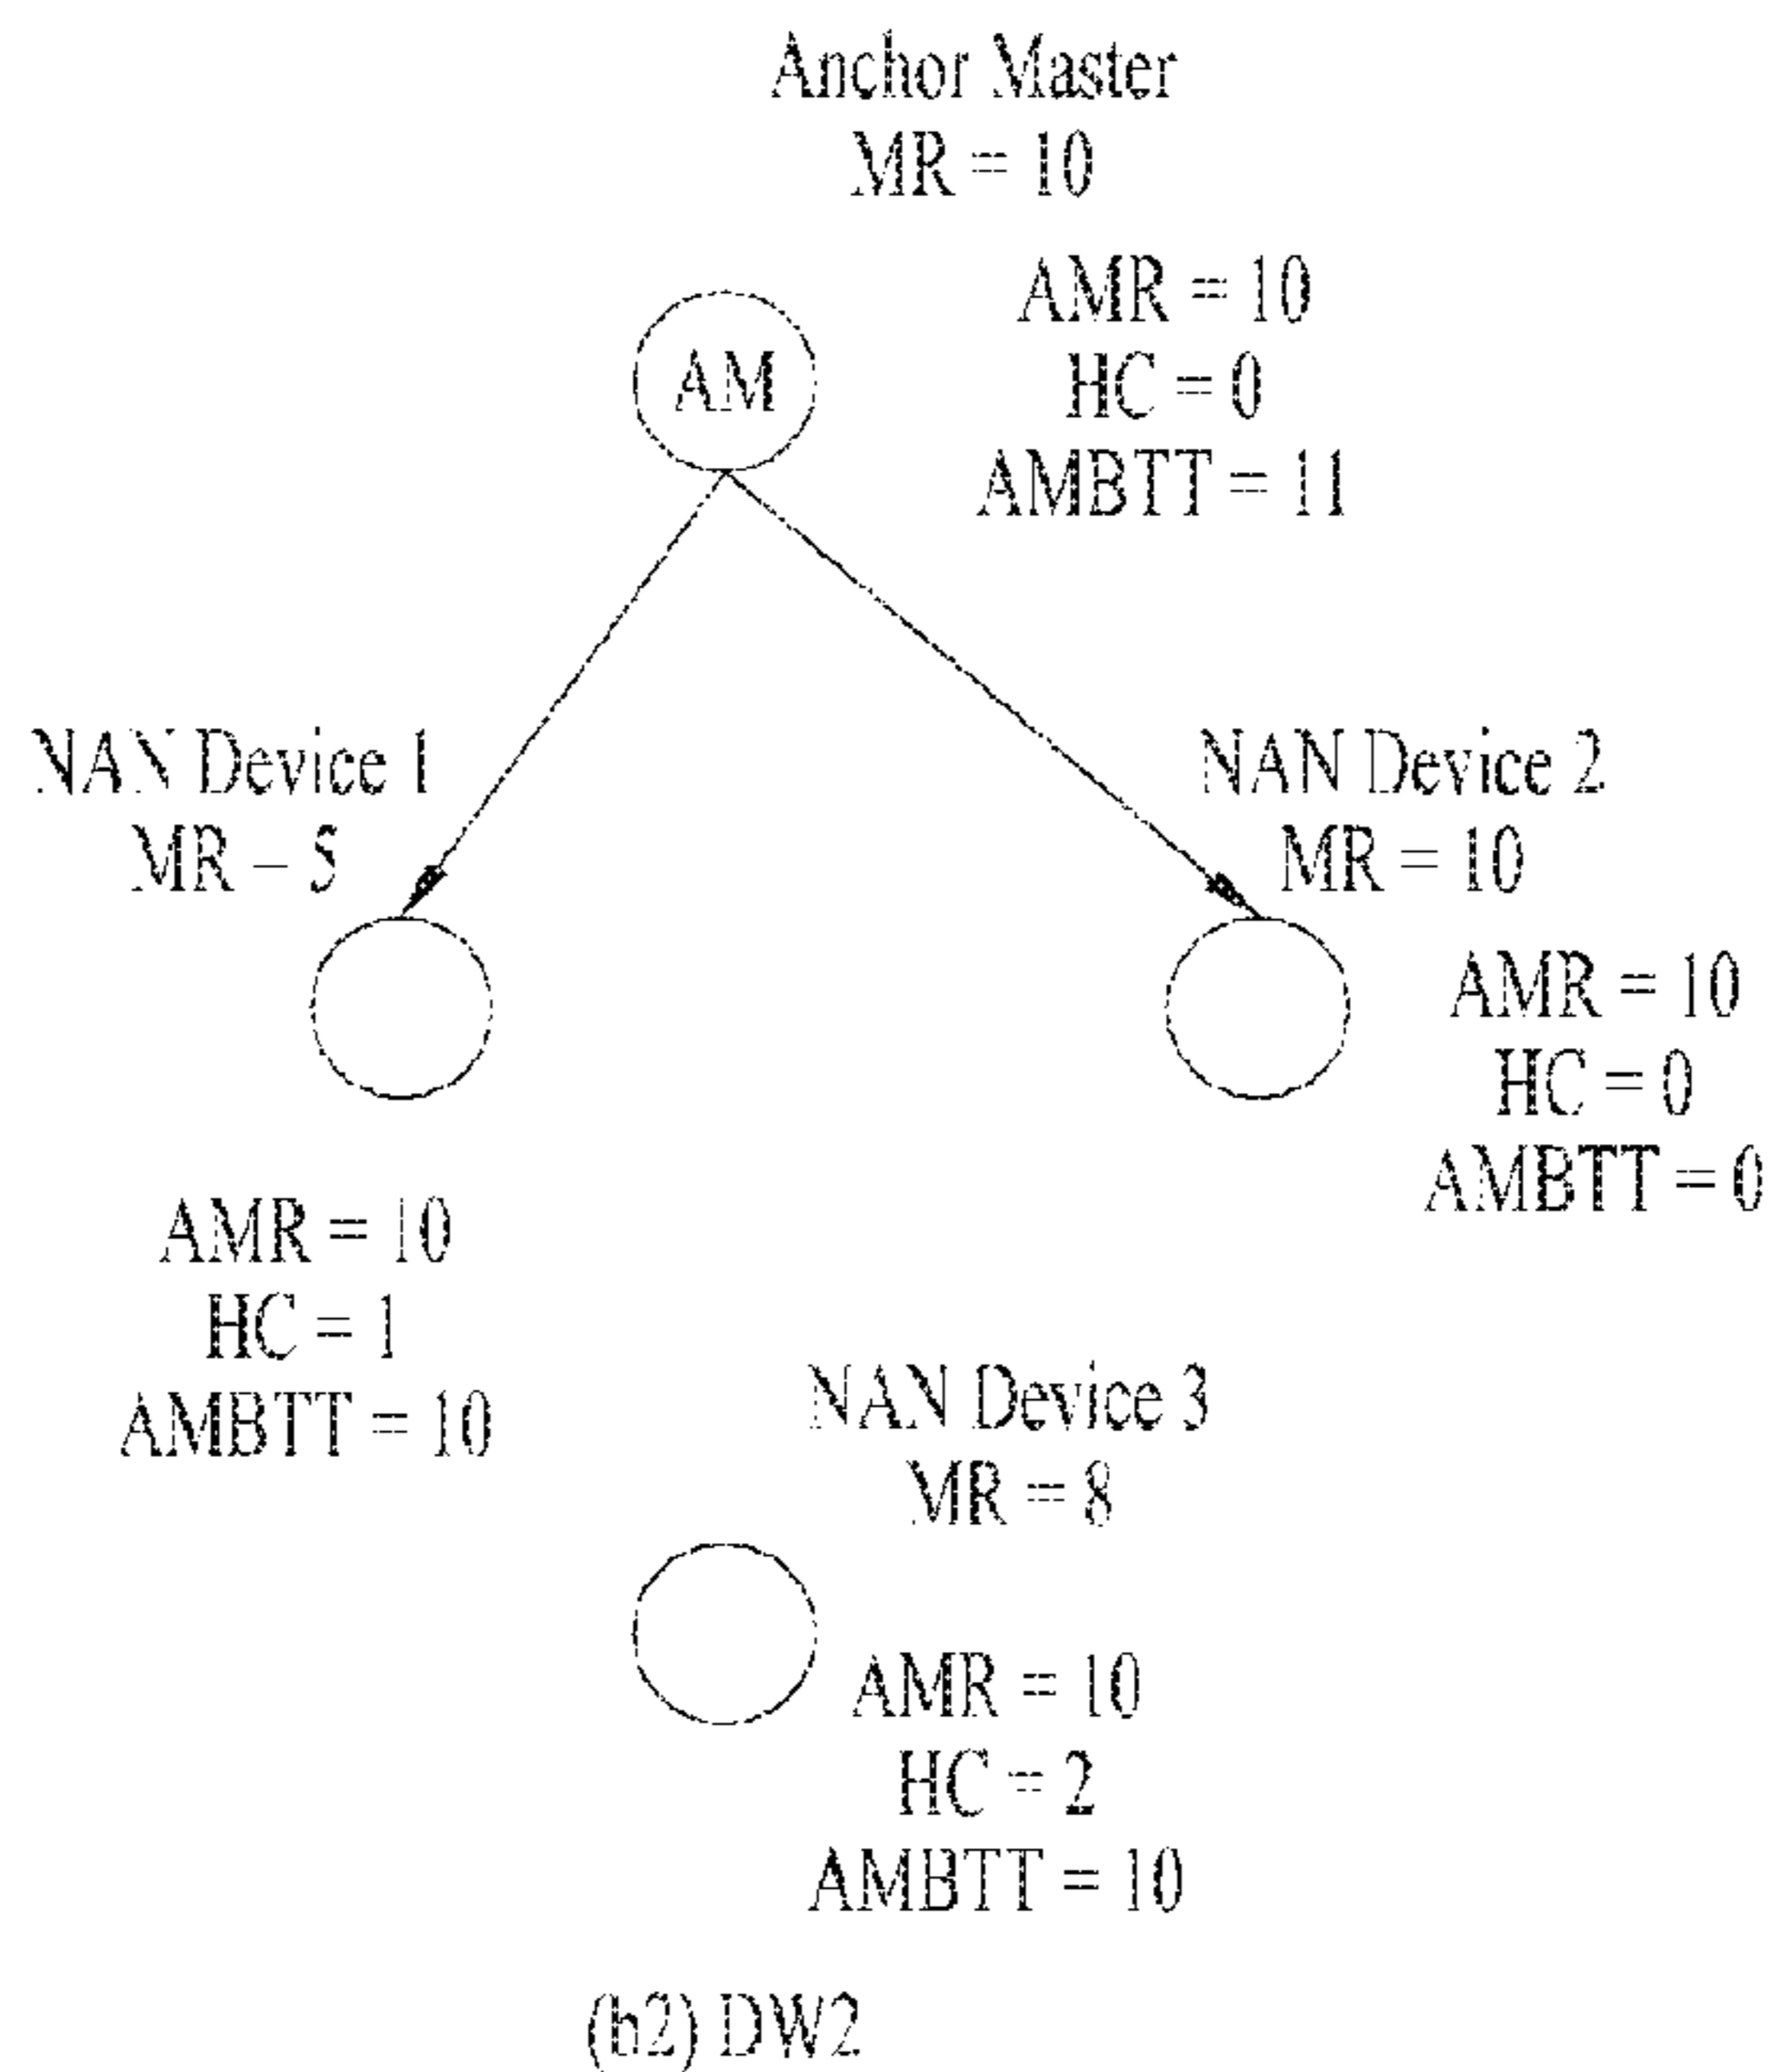 Anchor Master
MR = 10
AMR = 10
HC = 0
AMBTT = 11
AM
NAN Device 1
MR = 5
NAN Device 2
MR = 10
AMR = 10
HC = 0
AMBTT = 0
AMR = 10
HC = 1
AMBTT = 10
NAN Device 3
MR = 8
AMR = 10
HC = 2
AMBTT = 10
(b2) DW2